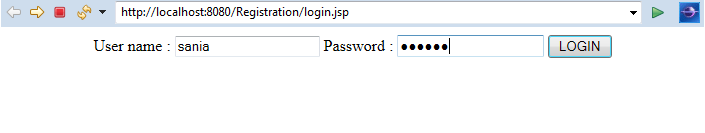 http://localhost:8080/Registration/login.jsp
User name : sania Password : ●●●●●● LOGIN